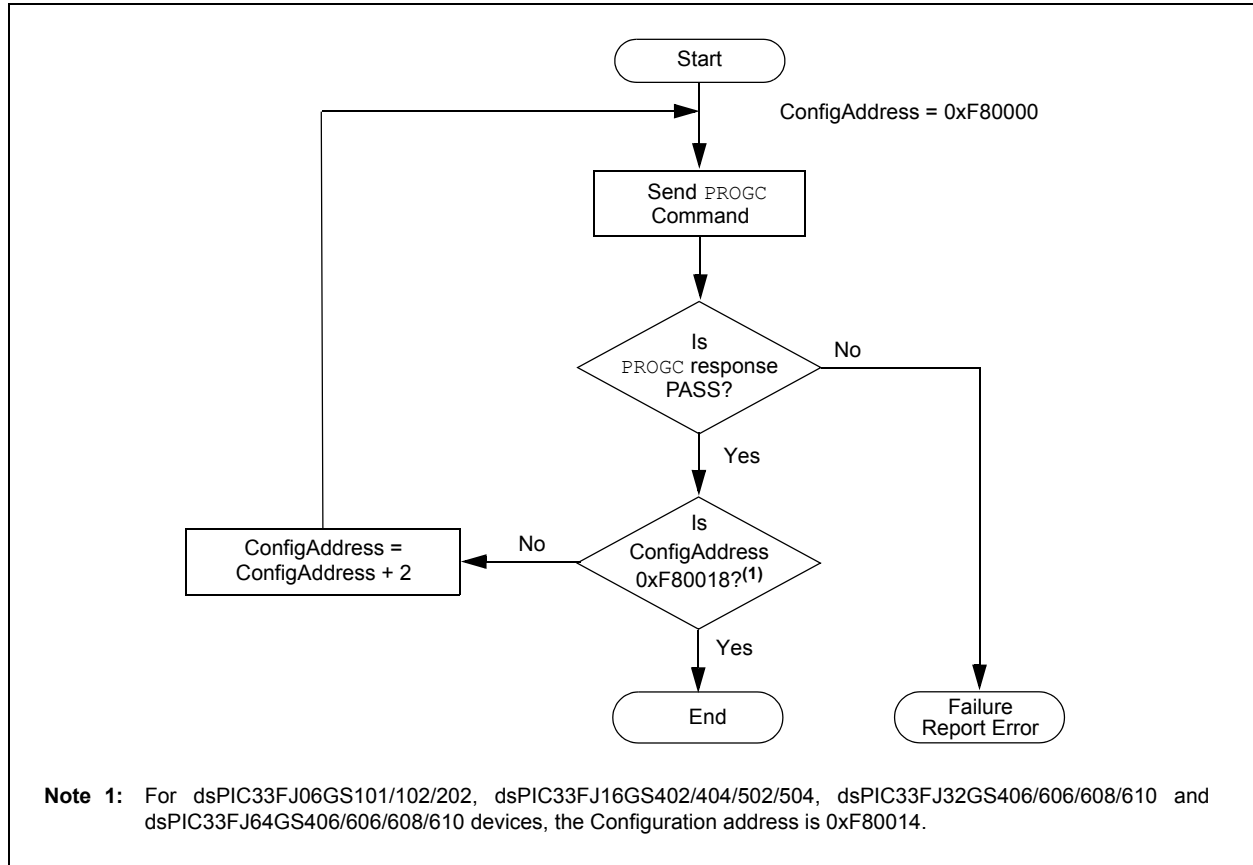 Start
ConfigAddress = 0xF80000
Send PROGC
Command
Is
PROGC response
PASS?
No
Yes
Is
ConfigAddress
0xF80018?(1)
No
ConfigAddress =
ConfigAddress + 2
Yes
End
Failure
Report Error
Note 1: For dsPIC33FJ06GS101/102/202, dsPIC33FJ16GS402/404/502/504, dsPIC33FJ32GS406/606/608/610 and
dsPIC33FJ64GS406/606/608/610 devices, the Configuration address is 0xF80014.